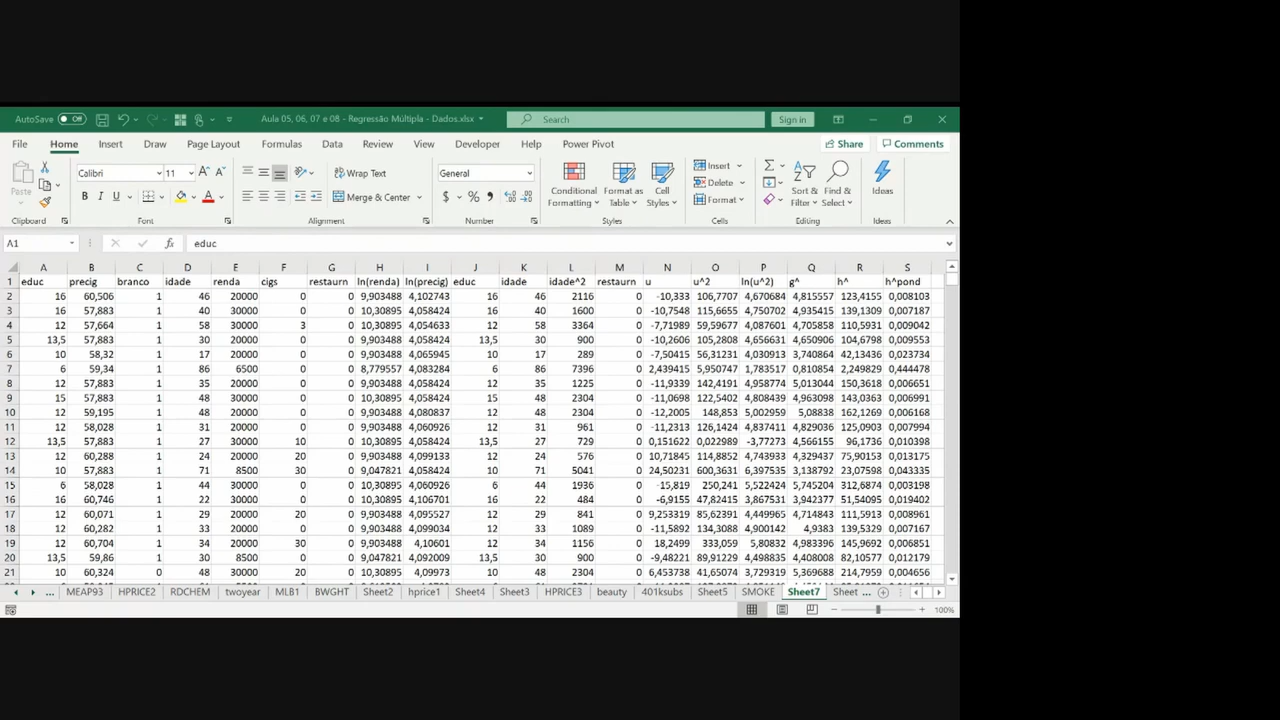 AutoSave Off Aula 05, 06, 07 e 08 - Regressão Múltipla - Dados.xlsx Search Sign in
File Home Insert Draw Page Layout Formulas Data Review View Developer Help Power Pivot Share Comments
Paste Calibri 11 Wrap Text General Conditional Formatting Format as Table Cell Styles Insert Sort & Filter Find & Select Ideas
B I U Merge & Center $ % Delete Format
Clipboard Font Alignment Number Styles Cells Editing Ideas
A1 fx educ
A B C D E F G H I J K L M N O P Q R S
1 educ precig branco idade renda cigs restaurn ln(renda) ln(precig) educ idade idade^2 restaurn u u^2 ln(u^2) g^ h^ h^pond
2 16 60,506 1 46 20000 0 0 9,903488 4,102743 16 46 2116 0 -10,333 106,7707 4,670684 4,815557 123,4155 0,008103
3 16 57,883 1 40 30000 0 0 10,30895 4,058424 16 40 1600 0 -10,7548 115,6655 4,750702 4,935415 139,1309 0,007187
4 12 57,664 1 58 30000 3 0 10,30895 4,054633 12 58 3364 0 -7,71989 59,59677 4,087601 4,705858 110,5931 0,009042
5 13,5 57,883 1 30 20000 0 0 9,903488 4,058424 13,5 30 900 0 -10,2606 105,2808 4,656631 4,650906 104,6798 0,009553
6 10 58,32 1 17 20000 0 0 9,903488 4,065945 10 17 289 0 -7,50415 56,31231 4,030913 3,740864 42,13436 0,023734
7 6 59,34 1 86 6500 0 0 8,779557 4,083284 6 86 7396 0 2,439415 5,950747 1,783517 0,810854 2,249829 0,444478
8 12 57,883 1 35 20000 0 0 9,903488 4,058424 12 35 1225 0 -11,9339 142,4191 4,958774 5,013044 150,3618 0,006651
9 15 57,883 1 48 30000 0 0 9,903488 4,058424 15 48 2304 0 -11,0698 122,5402 4,808439 4,963098 143,0363 0,006991
10 12 59,195 1 48 20000 0 0 9,903488 4,080837 12 48 2304 0 -12,2005 148,853 5,002959 5,08838 162,1269 0,006168
11 12 58,028 1 31 20000 0 0 9,903488 4,060926 12 31 961 0 -11,2313 126,1424 4,837411 4,829036 125,0903 0,007994
12 13,5 57,883 1 27 30000 10 0 10,30895 4,058424 13,5 27 729 0 0,151622 0,022989 -3,77273 4,566155 96,1736 0,010398
13 12 60,288 1 24 20000 20 0 9,903488 4,099133 12 24 576 0 10,71845 114,8852 4,743933 4,329437 75,90153 0,013175
14 10 57,883 1 71 8500 30 0 9,047821 4,058424 10 71 5041 0 24,50231 600,3631 6,397535 3,138792 23,07598 0,043335
15 6 58,028 1 44 30000 0 0 10,30895 4,060926 6 44 1936 0 -15,819 250,241 5,522424 5,745204 312,6874 0,003198
16 16 60,746 1 22 30000 0 0 10,30895 4,106701 16 22 484 0 -6,9155 47,82415 3,867531 3,942377 51,54095 0,019402
17 12 60,071 1 29 20000 20 0 9,903488 4,095527 12 29 841 0 9,253319 85,62399 4,449965 4,714843 111,5913 0,008961
18 12 60,282 1 33 20000 0 0 9,903488 4,099034 12 33 1089 0 -11,5892 134,3088 4,900142 4,9383 139,5329 0,007167
19 12 60,704 1 34 20000 30 0 9,903488 4,10601 12 34 1156 0 18,2499 333,059 5,80832 4,983396 145,9692 0,006851
20 13,5 59,86 1 30 8500 0 0 9,047821 4,092009 13,5 30 900 0 -9,48221 89,91229 4,498835 4,408008 82,10577 0,012179
21 10 60,324 0 48 30000 20 0 10,30895 4,09973 10 48 2304 0 6,453738 41,65074 3,729319 5,369688 214,7959 0,004656
... MEAP93 HPRICE2 RDCHEM twoyear MLB1 BWGHT Sheet2 hprice1 Sheet4 Sheet3 HPRICE3 beauty 401ksubs Sheet5 SMOKE Sheet7 Sheet ...
100%